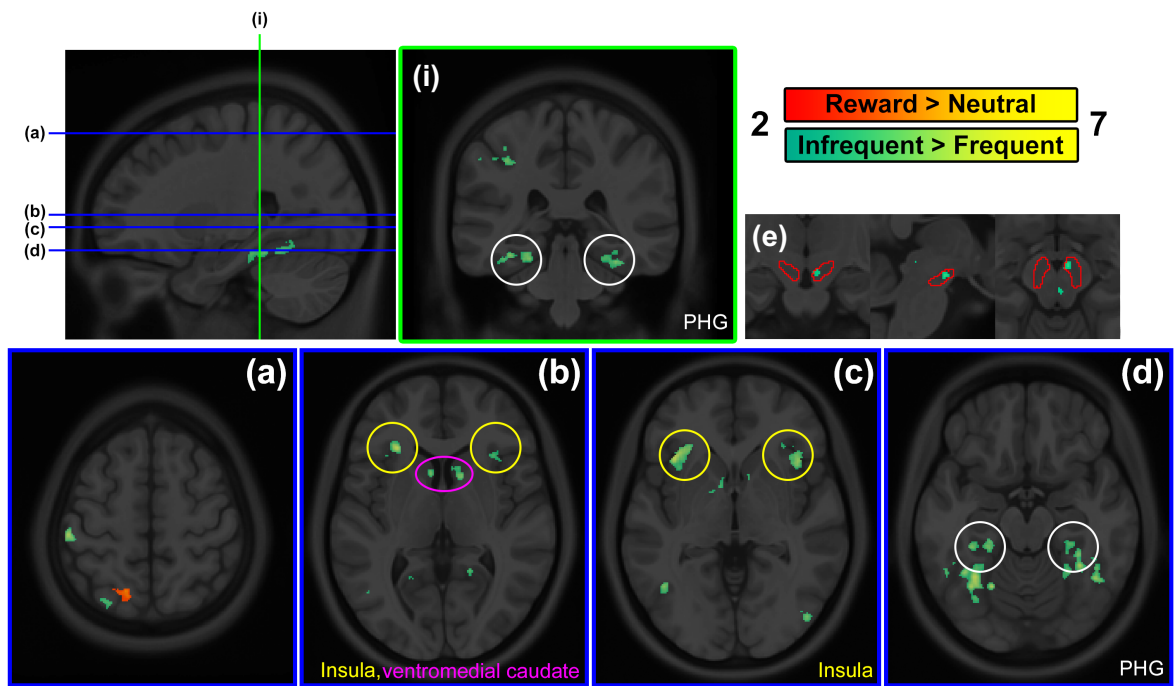 (i)
(a)
(b)
(c)
(d)
(i)
PHG
2
Reward > Neutral
Infrequent > Frequent
7
(e)
(a)
(b)
Insula,ventromedial caudate
(c)
Insula
(d)
PHG